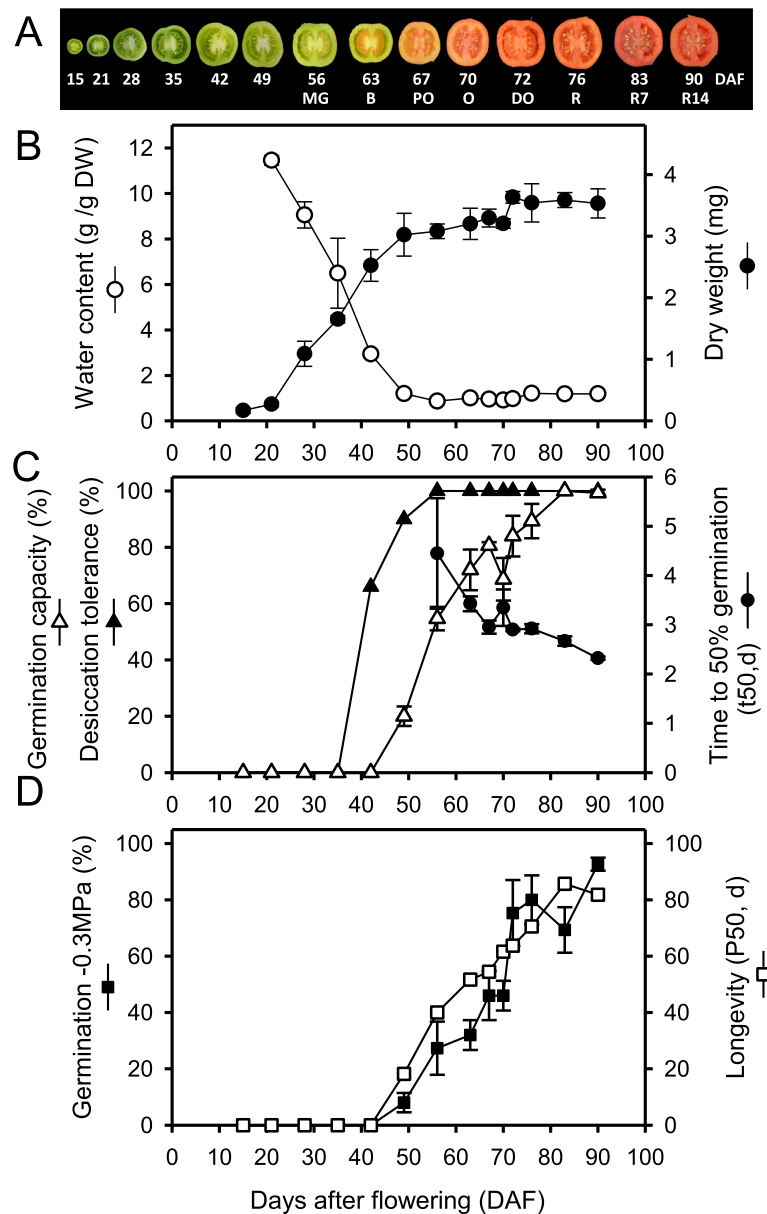 A
15 21 28 35 42 49 56 63 67 70 72 76 83 90 DAF
MG B PO O DO R R7 R14
B
Water content (g /g DW)
12
10
8
6
4
2
0
4
3
2
1
0
Dry weight (mg)
0 10 20 30 40 50 60 70 80 90 100
C
Germination capacity (%)
Desiccation tolerance (%)
100
80
60
40
20
0
6
5
4
3
2
1
0
Time to 50% germination
(t50,d)
0 10 20 30 40 50 60 70 80 90 100
D
Germination -0.3MPa (%)
100
80
60
40
20
0
100
80
60
40
20
0
Longevity (P50, d)
0 10 20 30 40 50 60 70 80 90 100
Days after flowering (DAF)